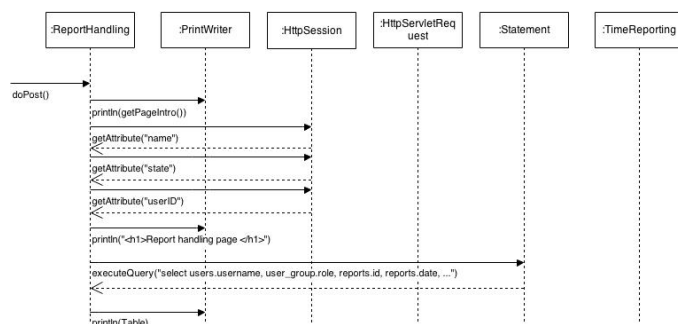 :ReportHandling
:PrintWriter
:HttpSession
:HttpServletReq
uest
:Statement
:TimeReporting
doPost()
println(getPageIntro())
getAttribute("name")
getAttribute("state")
getAttribute("userID")
println("<h1>Report handling page </h1>")
executeQuery("select users.username, user_group.role, reports.id, reports.date, ...")
println(Table)